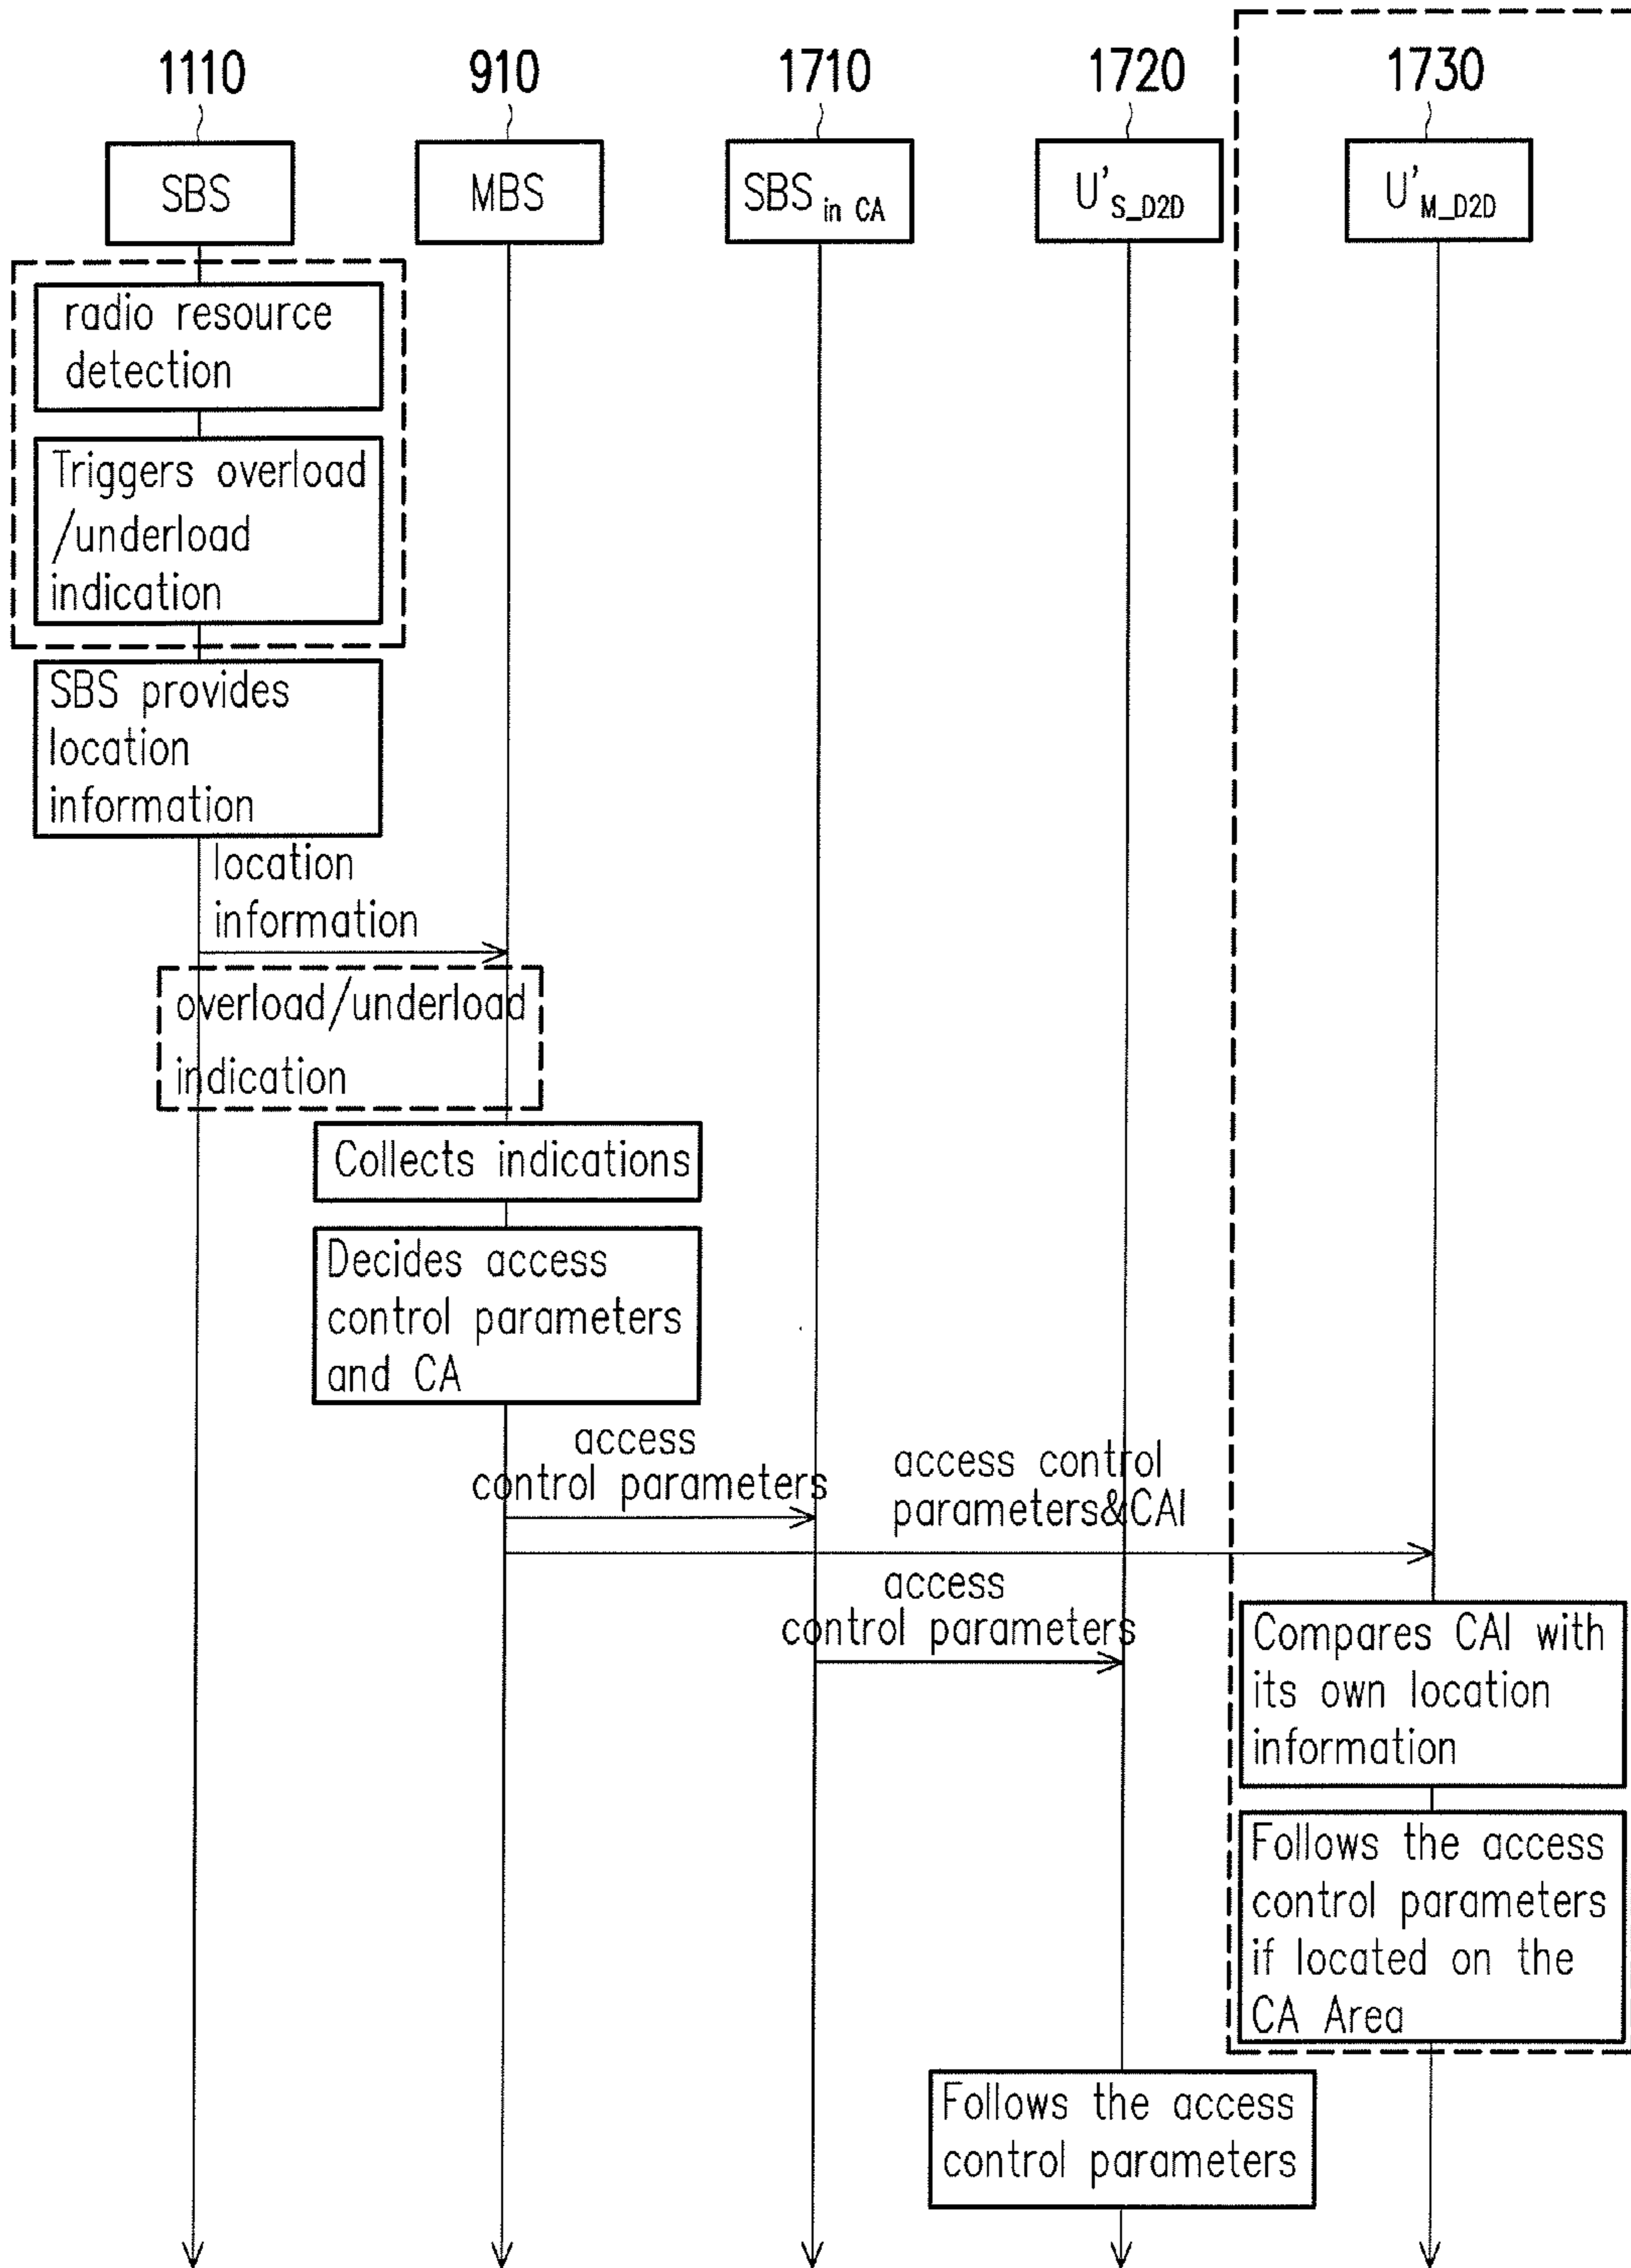 1110 910 1710 1720 1730
SBS MBS SBS in CA U'S_D2D U'M_D2D
radio resource
detection
Triggers overload
/underload
indication
SBS provides
location
information
location
information
overload/underload
indication
Collects indications
Decides access
control parameters
and CA
access
control parameters
access control
parameters&CAI
access
control parameters
Compares CAI with
its own location
information
Follows the access
control parameters
if located on the
CA Area
Follows the access
control parameters